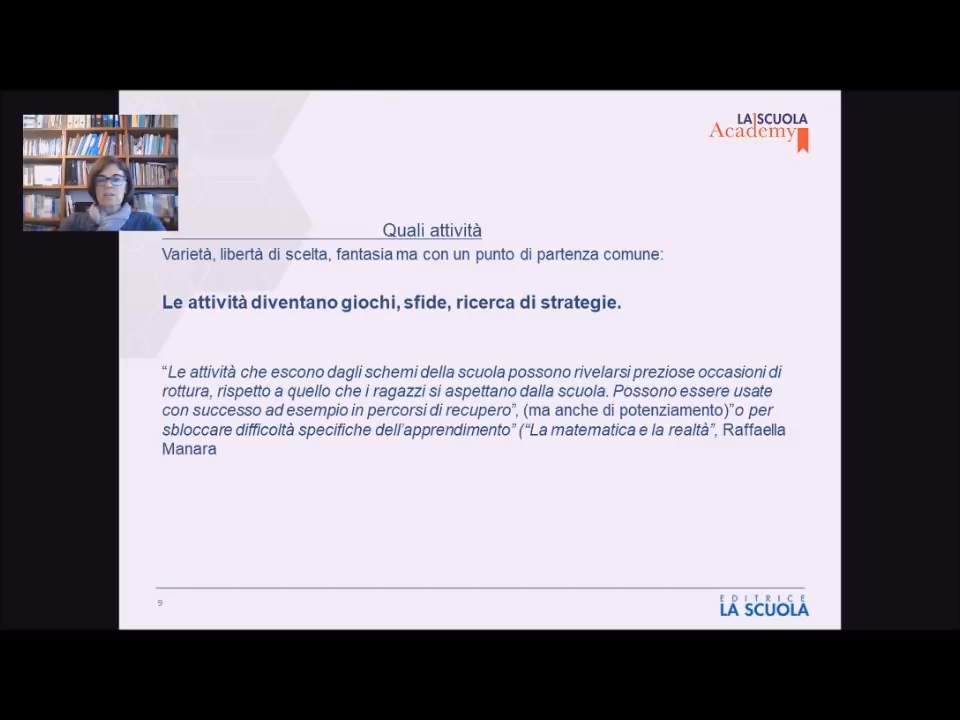 LA SCUOLA
Academy
Quali attività
Varietà, libertà di scelta, fantasia ma con un punto di partenza comune:
Le attività diventano giochi, sfide, ricerca di strategie.
“Le attività che escono dagli schemi della scuola possono rivelarsi preziose occasioni di
rottura, rispetto a quello che i ragazzi si aspettano dalla scuola. Possono essere usate
con successo ad esempio in percorsi di recupero”, (ma anche di potenziamento)”o per
sbloccare difficoltà specifiche dell’apprendimento” (“La matematica e la realtà”, Raffaella
Manara
9
EDITRICE
LA SCUOLA